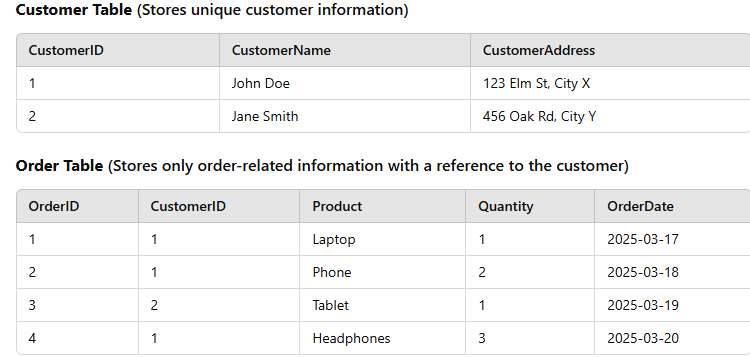 Customer Table (Stores unique customer information)
CustomerID CustomerName CustomerAddress
1 John Doe 123 Elm St, City X
2 Jane Smith 456 Oak Rd, City Y
Order Table (Stores only order-related information with a reference to the customer)
OrderID CustomerID Product Quantity OrderDate
1 1 Laptop 1 2025-03-17
2 1 Phone 2 2025-03-18
3 2 Tablet 1 2025-03-19
4 1 Headphones 3 2025-03-20